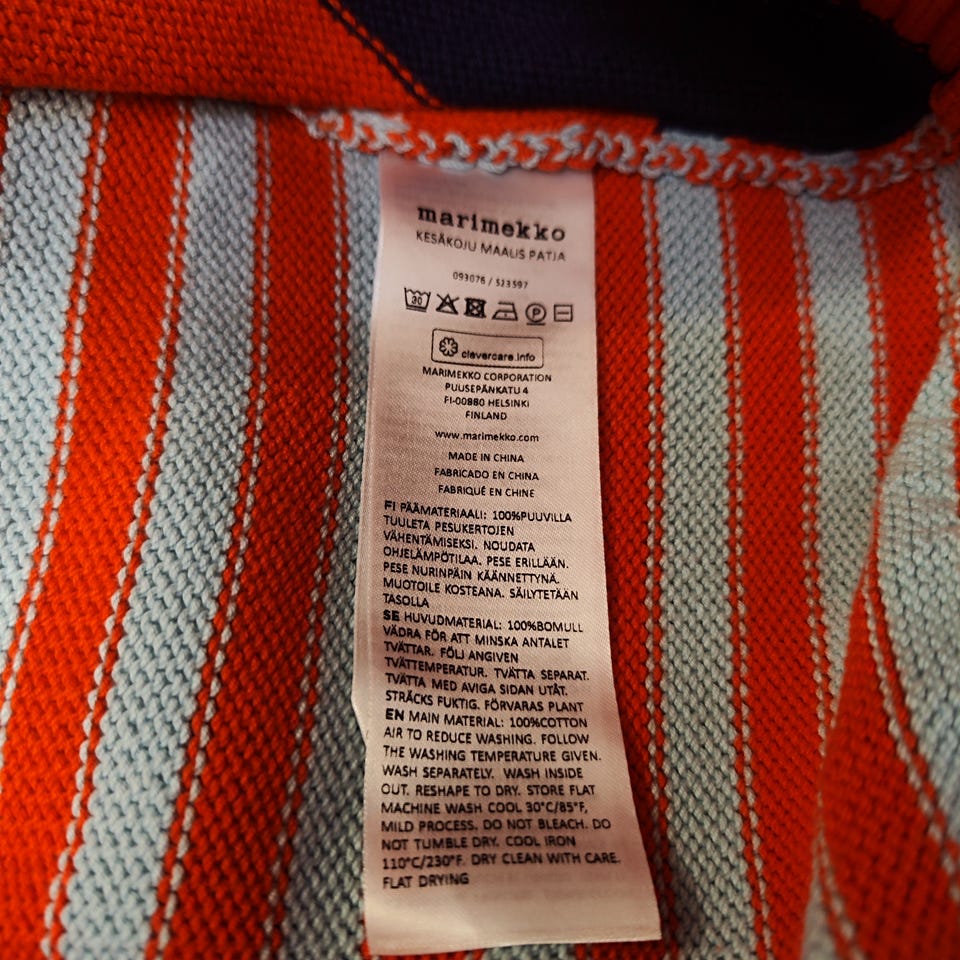 marimekko
KESÄKOJU MAALIS PATJA
093076 / 523597
30 P
clevercare.info
MARIMEKKO CORPORATION
PUUSEPÄNKATU 4
FI-00880 HELSINKI
FINLAND
www.marimekko.com
MADE IN CHINA
FABRICADO EN CHINA
FABRIQUÉ EN CHINE
FI PÄÄMATERIAALI: 100%PUUVILLA
TUULETA PESUKERTOJEN
VÄHENTÄMISEKSI. NOUDATA
OHJELÄMPÖTILAA. PESE ERILLÄÄN.
PESE NURINPÄIN KÄÄNNETTYNÄ.
MUOTOILE KOSTEANA. SÄILYTETÄÄN
TASOLLA
SE HUVUDMATERIAL: 100%BOMULL
VÄDRA FÖR ATT MINSKA ANTALET
TVÄTTAR. FÖLJ ANGIVEN
TVÄTTEMPERATUR. TVÄTTA SEPARAT.
TVÄTTA MED AVIGA SIDAN UTÅT.
STRÄCKS FUKTIG. FÖRVARAS PLANT
EN MAIN MATERIAL: 100%COTTON
AIR TO REDUCE WASHING. FOLLOW
THE WASHING TEMPERATURE GIVEN.
WASH SEPARATELY. WASH INSIDE
OUT. RESHAPE TO DRY. STORE FLAT
MACHINE WASH COOL 30°C/85°F,
MILD PROCESS. DO NOT BLEACH. DO
NOT TUMBLE DRY. COOL IRON
110°C/230°F. DRY CLEAN WITH CARE.
FLAT DRYING